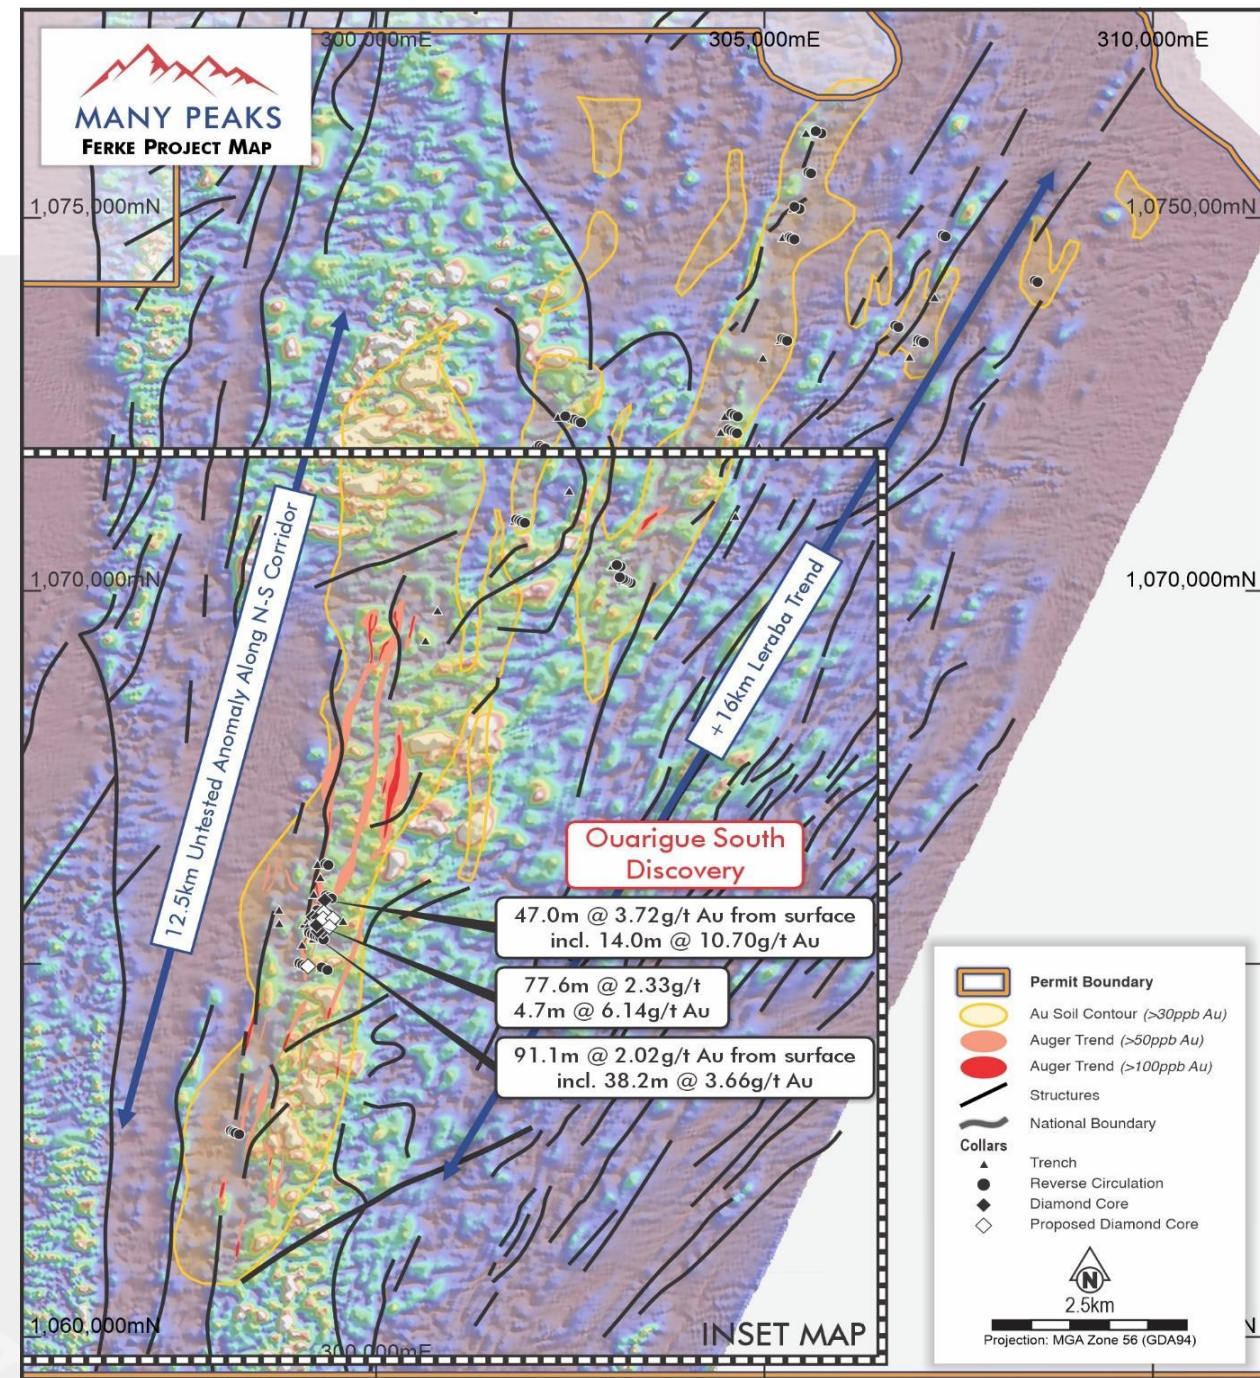 300,000mE
305,000mE
310,000mE
MANY PEAKS
FERKE PROJECT MAP
1,075,000mN
1,0750,00mN
12.5km Untested Anomaly Along N-S Corridor
1,070,000mN
1,070,000mN
+16km Leraba Trend
Ouarigue South
Discovery
47.0m @ 3.72g/t Au from surface
incl. 14.0m @ 10.70g/t Au
77.6m @ 2.33g/t
4.7m @ 6.14g/t Au
91.1m @ 2.02g/t Au from surface
incl. 38.2m @ 3.66g/t Au
Permit Boundary
Au Soil Contour (>30ppb Au)
Auger Trend (>50ppb Au)
Auger Trend (>100ppb Au)
Structures
National Boundary
Collars
Trench
Reverse Circulation
Diamond Core
Proposed Diamond Core
N
2.5km
Projection: MGA Zone 56 (GDA94)
1,060,000mN
N
300,000mE
INSET MAP